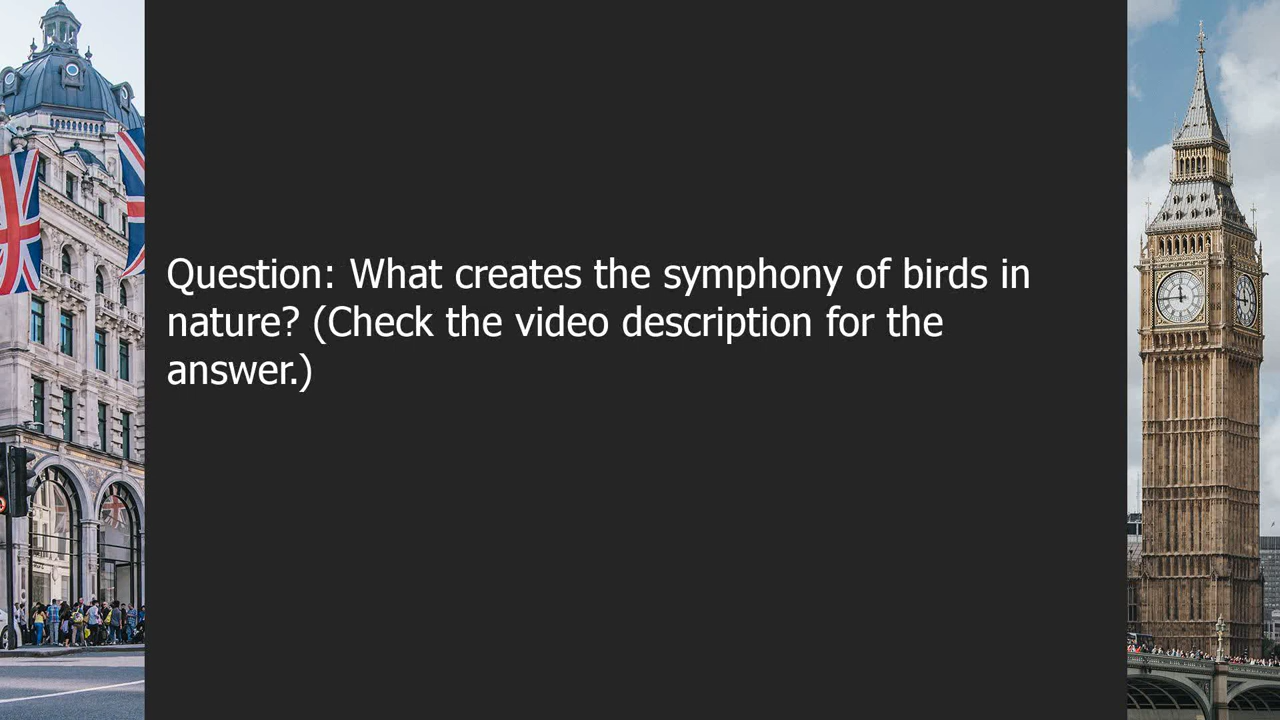 Question: What creates the symphony of birds in
nature? (Check the video description for the
answer.)